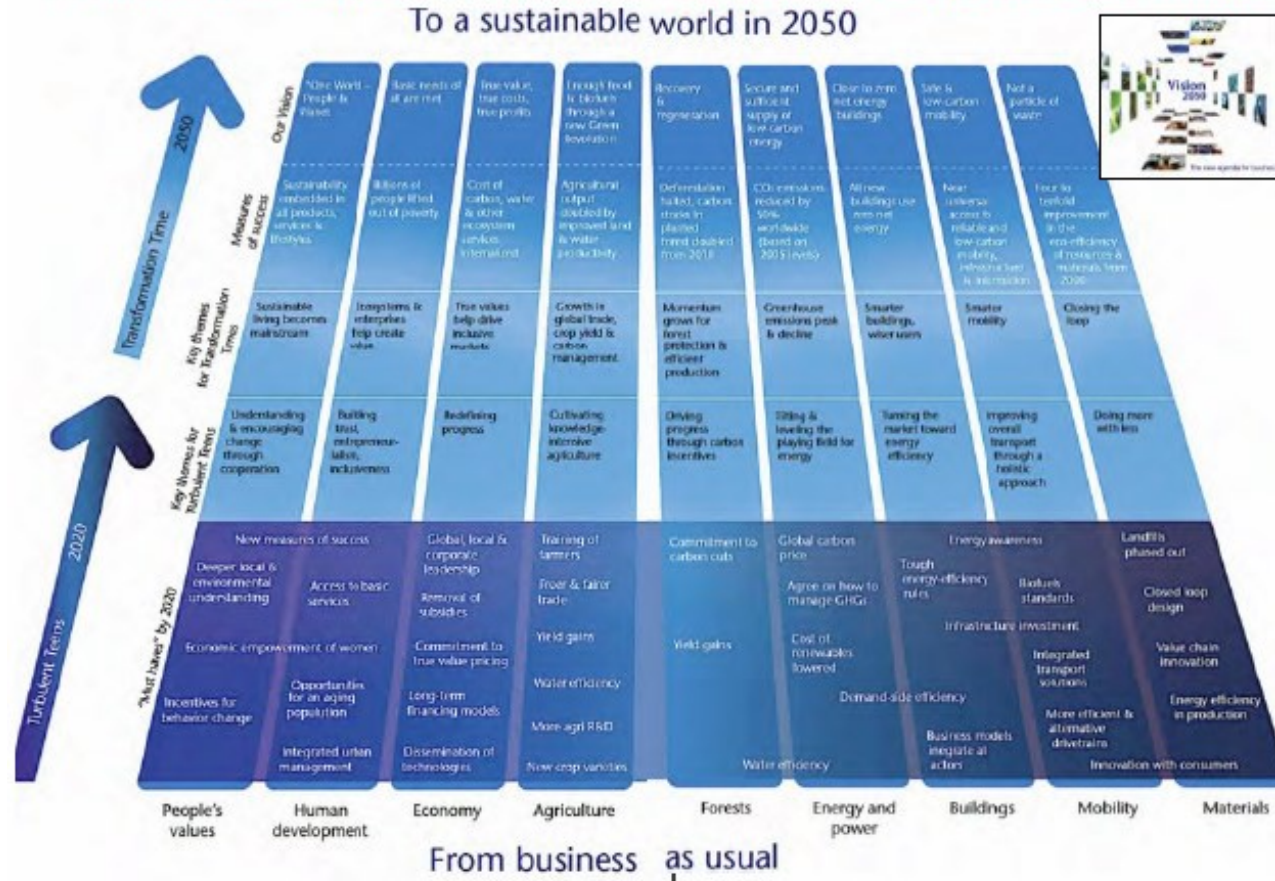 To a sustainable world in 2050
Vision
2050
Transformation Time
2050
Our Vision
"One World –
People &
Planet
Basic needs of
all are met
True value,
true costs,
true profits
Enough food
& biofuels
through a
new Green
Revolution
Recovery
&
regeneration
Secure and
sufficient
supply of
low-carbon
energy
Close to zero
net energy
buildings
Safe &
low-carbon
mobility
Not a
particle of
waste
Measures
of success
Sustainability
embedded in
all products,
services &
lifestyles
Billions of
people lifted
out of poverty
Cost of
carbon, water
& other
ecosystem
services
internalized
Agricultural
output
doubled by
improved land
& water
productivity
Deforestation
halted, carbon
stocks in
planted
forest doubled
from 2010
CO₂ emissions
reduced by
50%
worldwide
(based on
2005 levels)
All new
buildings use
zero net
energy
Near
universal
access to
reliable and
low-carbon
mobility,
infrastructure
& information
Four to
tenfold
improvement
in the
eco-efficiency
of resources &
materials from
2000
Key themes
for Transformation
Times
Sustainable
living becomes
mainstream
Ecosystems &
enterprises
help create
value
True values
help drive
inclusive
markets
Growth in
global trade,
crop yield &
carbon
management
Momentum
grows for
forest
protection &
efficient
production
Greenhouse
emissions peak
& decline
Smarter
buildings,
wiser users
Smarter
mobility
Closing the
loop
Key themes for
Turbulent Teens
Understanding
& encouraging
change
through
cooperation
Building
trust,
entrepreneur-
ialism,
inclusiveness
Redefining
progress
Cultivating
knowledge-
intensive
agriculture
Driving
progress
through carbon
incentives
Tilting &
leveling the
playing field for
energy
Turning the
market toward
energy
efficiency
Improving
overall
transport
through a
holistic
approach
Doing more
with less
Turbulent Teens
2020
"Must haves" by 2020
New measures of success
Deeper local &
environmental
understanding
Access to basic
services
Economic empowerment of women
Incentives for
behavior change
Opportunities
for an aging
population
Integrated urban
management
Global, local &
corporate
leadership
Removal of
subsidies
Commitment to
true value pricing
Long-term
financing models
Dissemination of
technologies
Training of
farmers
Freer & fairer
trade
Yield gains
Water efficiency
More agri R&D
New crop varieties
Commitment to
carbon cuts
Yield gains
Water efficiency
Global carbon
price
Agree on how to
manage GHGs
Cost of
renewables
lowered
Demand-side efficiency
Energy awareness
Tough
energy-efficiency
rules
Infrastructure investment
Business models
inegrate al
actors
Biofuels
standards
Integrated
transport
solutions
More efficient &
alternative
drivetrains
Innovation with consumers
Landfills
phased out
Closed loop
design
Value chain
innovation
Energy efficiency
in production
People's
values
Human
development
Economy
Agriculture
Forests
Energy and
power
Buildings
Mobility
Materials
From business as usual